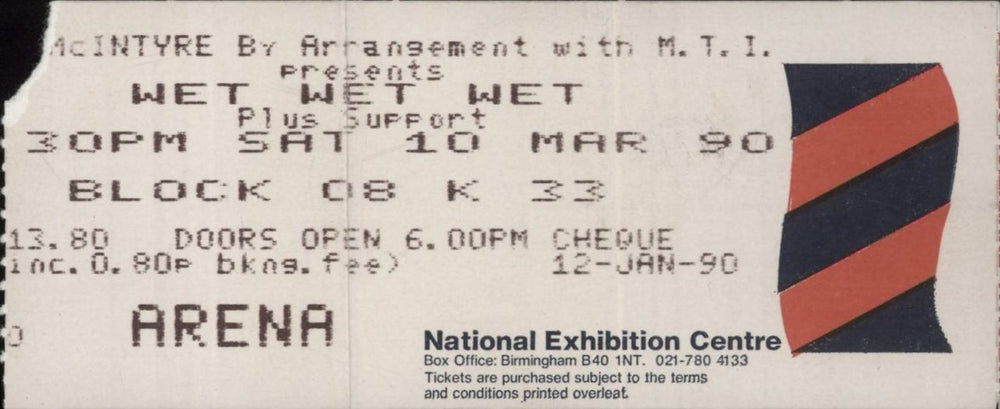 McINTYRE By Arrangement with M.T.I.
Presents
WET WET WET
Plus Support
30PM SAT 10 MAR 90
BLOCK 08 K 33
13.80 DOORS OPEN 6.00PM CHEQUE
inc. 0.80P bkng.fee) 12-JAN-90
ARENA
National Exhibition Centre
Box Office: Birmingham B40 1NT. 021-780 4133
Tickets are purchased subject to the terms
and conditions printed overleaf.